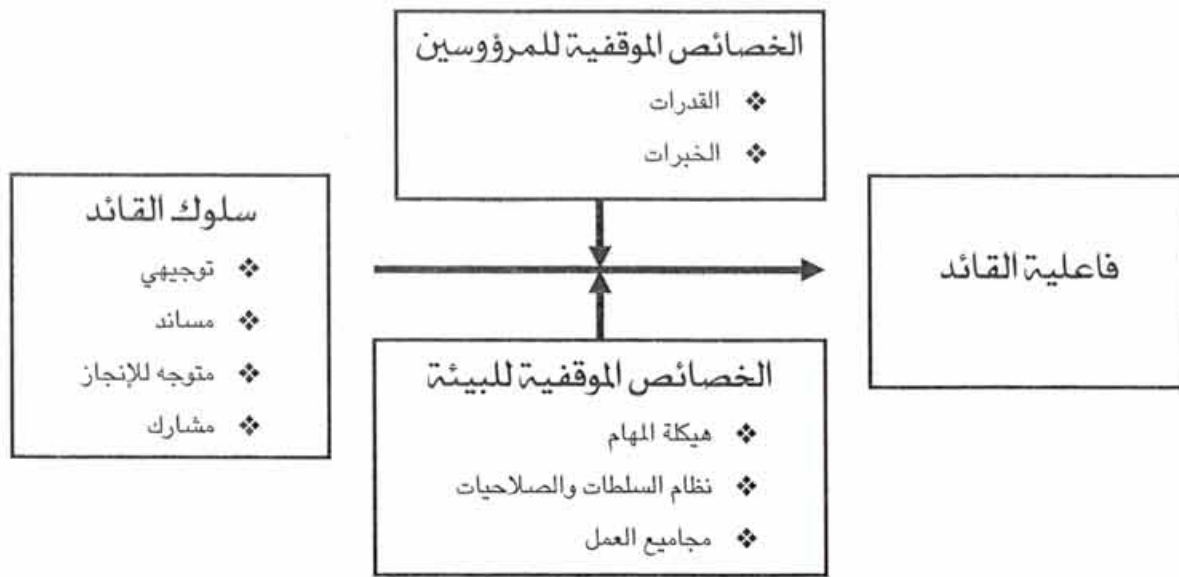 الخصائص الموقفية للمرؤوسين
❖ القدرات
❖ الخبرات
سلوك القائد
❖ توجيهي
❖ مساند
❖ متوجه للإنجاز
❖ مشارك
فاعلية القائد
الخصائص الموقفية للبيئة
❖ هيكلة المهام
❖ نظام السلطات والصلاحيات
❖ مجاميع العمل